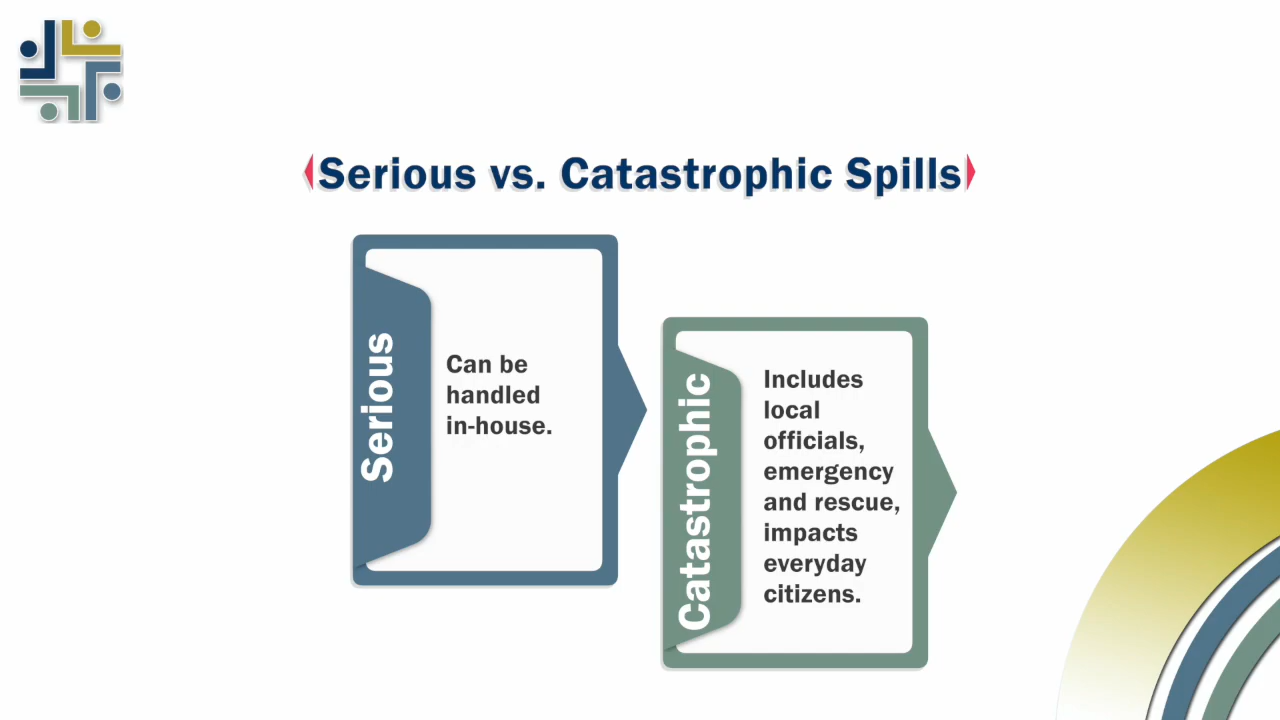 Serious vs. Catastrophic Spills
Serious
Can be
handled
in-house.
Catastrophic
Includes
local
officials,
emergency
and rescue,
impacts
everyday
citizens.